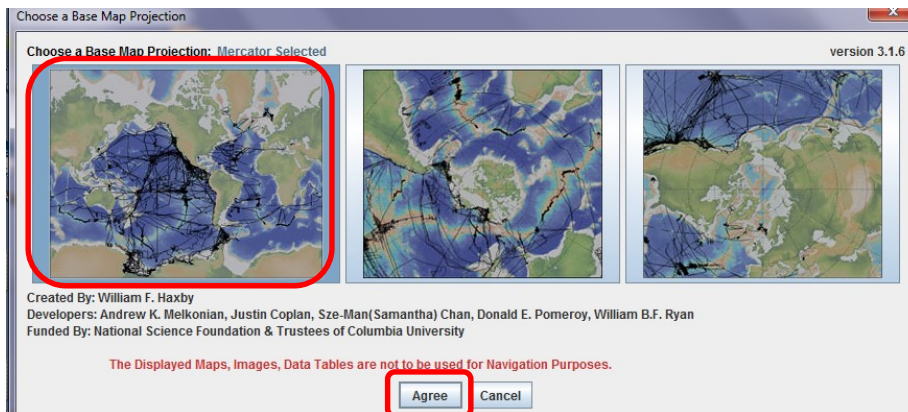 Choose a Base Map Projection
Choose a Base Map Projection: Mercator Selected version 3.1.6
Created By: William F. Haxby
Developers: Andrew K. Melkonian, Justin Coplan, Sze-Man(Samantha) Chan, Donald E. Pomeroy, William B.F. Ryan
Funded By: National Science Foundation & Trustees of Columbia University
The Displayed Maps, Images, Data Tables are not to be used for Navigation Purposes.
Agree Cancel